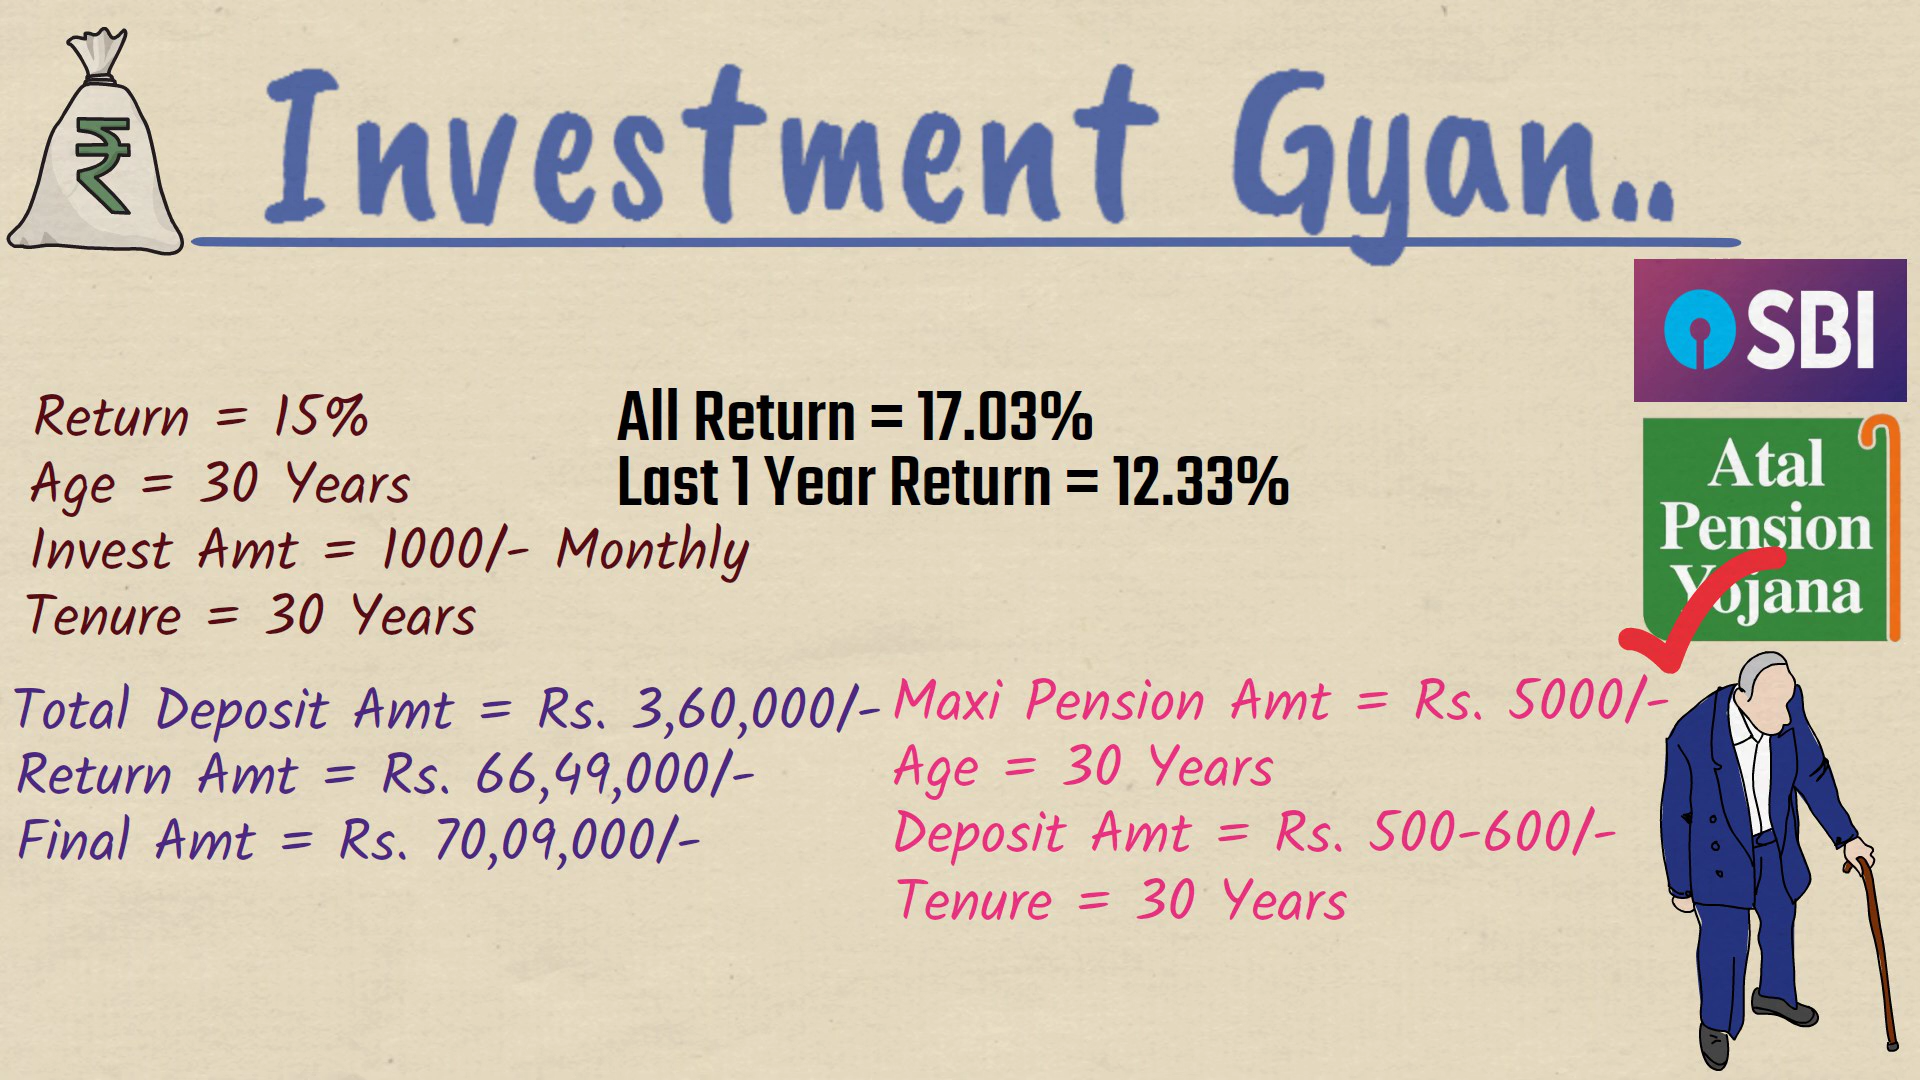 ₹
Investment Gyan..
SBI
Atal
Pension
Yojana
Return = 15%
Age = 30 Years
Invest Amt = 1000/- Monthly
Tenure = 30 Years
All Return = 17.03%
Last 1 Year Return = 12.33%
Total Deposit Amt = Rs. 3,60,000/-
Return Amt = Rs. 66,49,000/-
Final Amt = Rs. 70,09,000/-
Maxi Pension Amt = Rs. 5000/-
Age = 30 Years
Deposit Amt = Rs. 500-600/-
Tenure = 30 Years